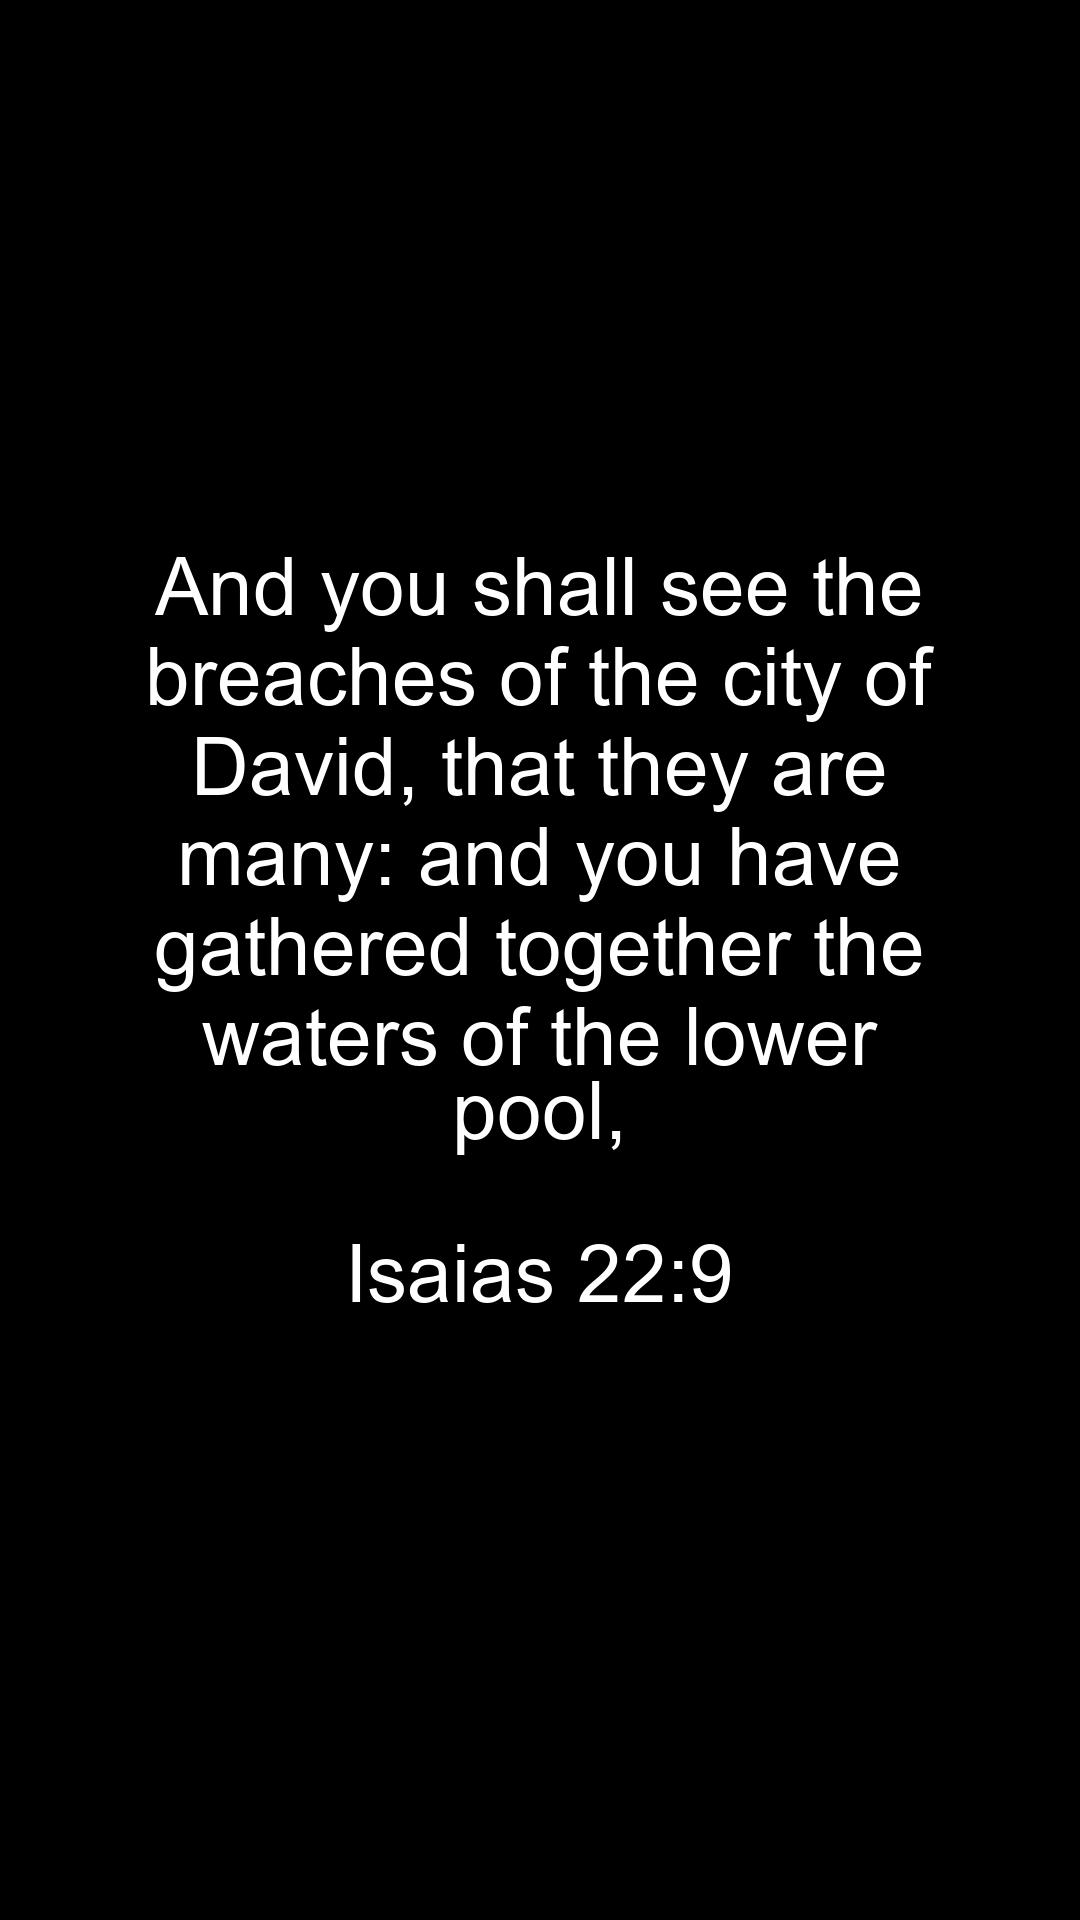 And you shall see the
breaches of the city of
David, that they are
many: and you have
gathered together the
waters of the lower
pool,
Isaias 22:9